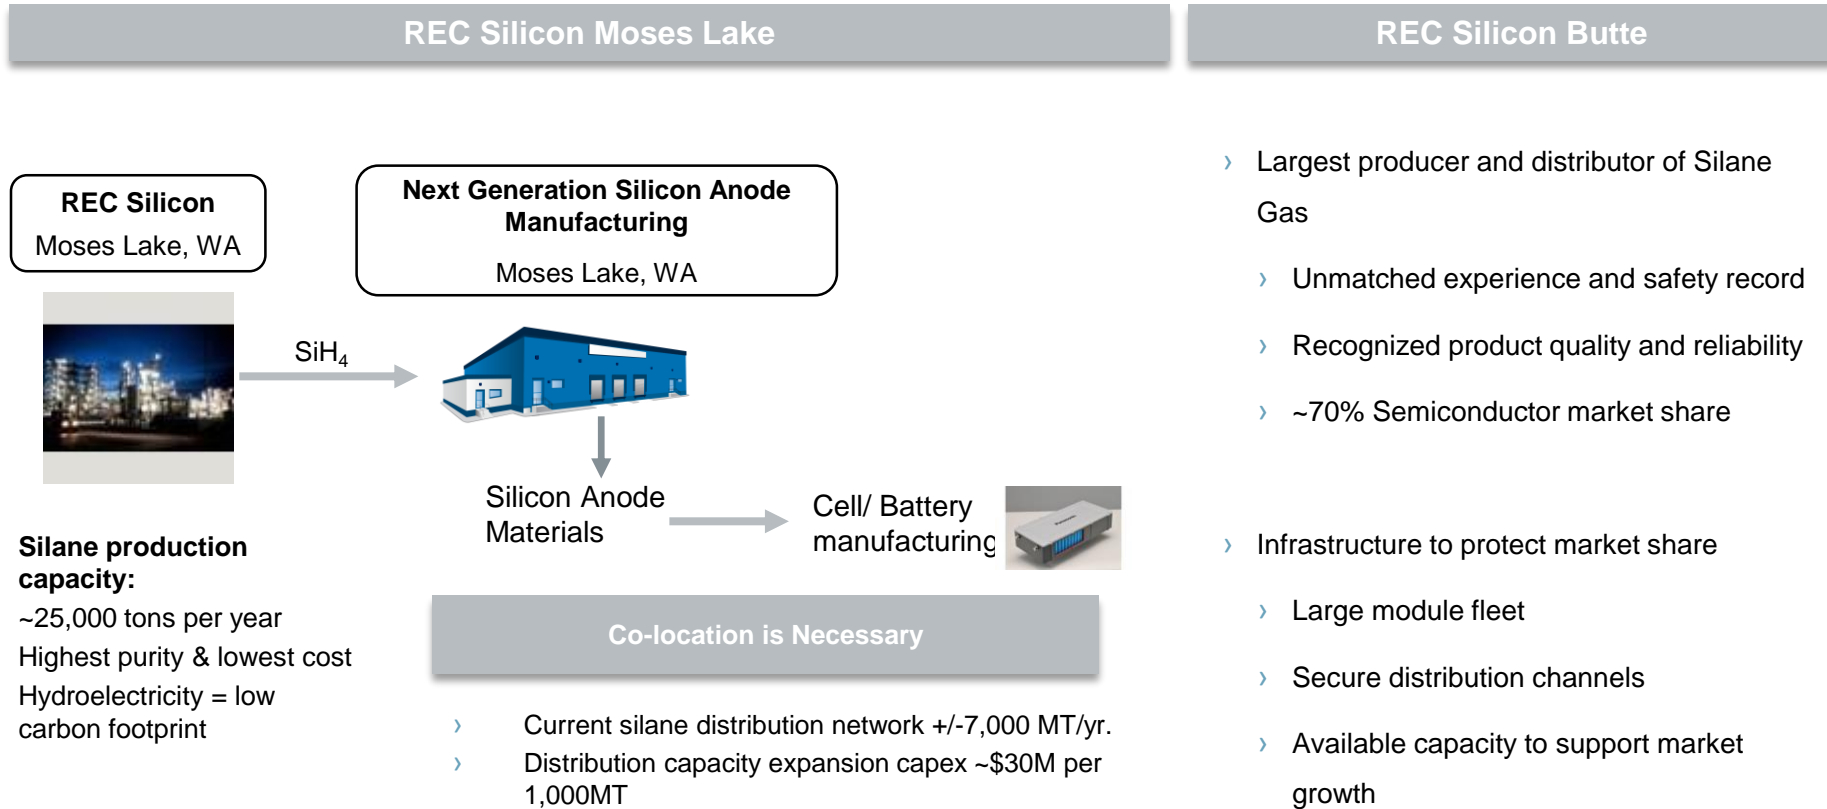 REC Silicon Moses Lake
REC Silicon Butte
REC Silicon
Moses Lake, WA
Next Generation Silicon Anode
Manufacturing
Moses Lake, WA
SiH₄
Silicon Anode
Materials
Cell/ Battery
manufacturing
Panasonic
Silane production
capacity:
~25,000 tons per year
Highest purity & lowest cost
Hydroelectricity = low
carbon footprint
Co-location is Necessary
› Current silane distribution network +/-7,000 MT/yr.
› Distribution capacity expansion capex ~$30M per
1,000MT
› Largest producer and distributor of Silane
Gas
› Unmatched experience and safety record
› Recognized product quality and reliability
› ~70% Semiconductor market share
› Infrastructure to protect market share
› Large module fleet
› Secure distribution channels
› Available capacity to support market
growth